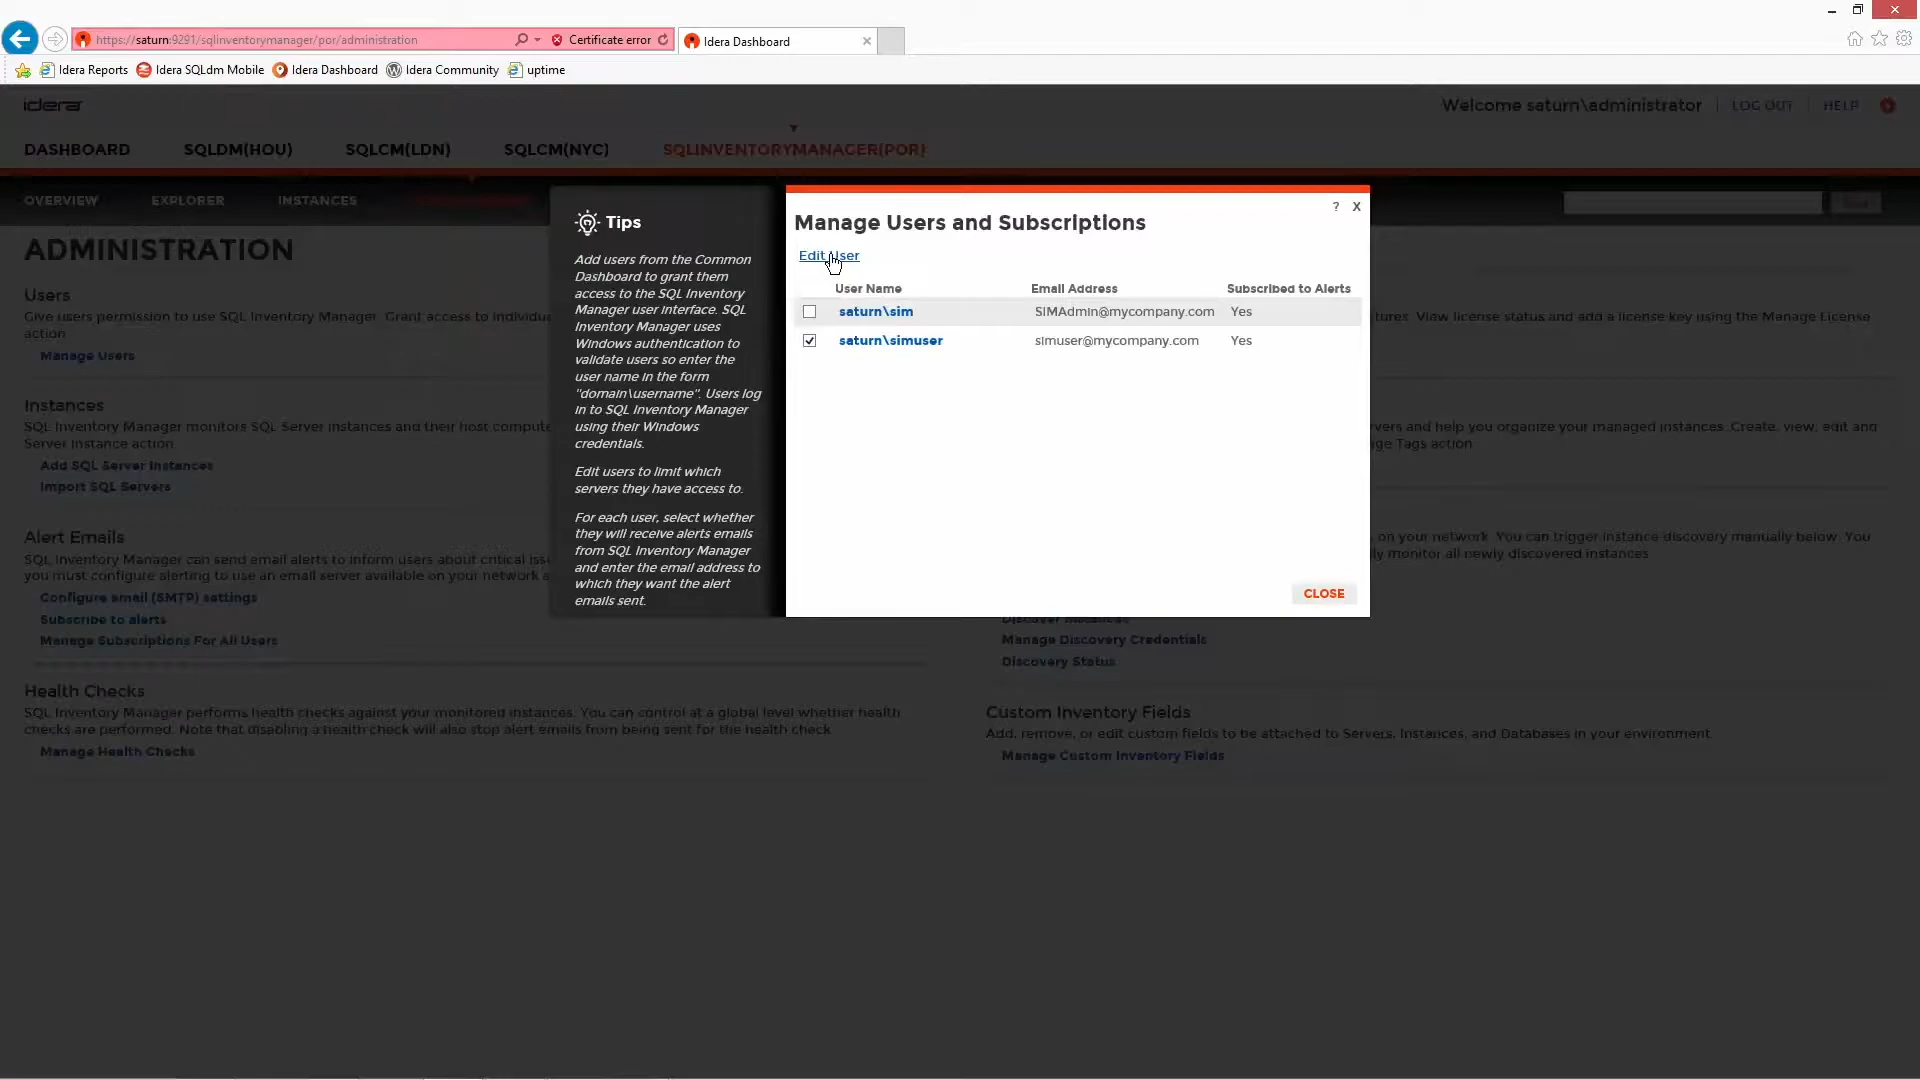 https://saturn:9291/sqlinventorymanager/por/administration
Certificate error
Idera Dashboard
Idera Reports
Idera SQLdm Mobile
Idera Dashboard
Idera Community
uptime
idera
Welcome saturn\administrator
LOG OUT
HELP
DASHBOARD
SQLDM(HOU)
SQLCM(LDN)
SQLCM(NYC)
SQLINVENTORYMANAGER(POR)
OVERVIEW
EXPLORER
INSTANCES
Tips
Add users from the Common
Dashboard to grant them
access to the SQL Inventory
Manager user interface. SQL
Inventory Manager uses
Windows authentication to
validate users so enter the
user name in the form
"domain\username". Users log
in to SQL Inventory Manager
using their Windows
credentials.
Edit users to limit which
servers they have access to.
For each user, select whether
they will receive alerts emails
from SQL Inventory Manager
and enter the email address to
which they want the alert
emails sent.
? X
Manage Users and Subscriptions
Edit User
User Name Email Address Subscribed to Alerts
saturn\sim SIMAdmin@mycompany.com Yes
saturn\simuser simuser@mycompany.com Yes
CLOSE
ADMINISTRATION
Users
Give users permission to use SQL Inventory Manager. Grant access to individu
action
Manage Users
Instances
SQL Inventory Manager monitors SQL Server instances and their host compute
Server Instance action.
Add SQL Server Instances
Import SQL Servers
Alert Emails
SQL Inventory Manager can send email alerts to inform users about critical iss
you must configure alerting to use an email server available on your network a
Configure email (SMTP) settings
Subscribe to alerts
Manage Subscriptions For All Users
Health Checks
SQL Inventory Manager performs health checks against your monitored instances. You can control at a global level whether health
checks are performed. Note that disabling a health check will also stop alert emails from being sent for the health check
Manage Health Checks
tures. View license status and add a license key using the Manage License
rvers and help you organize your managed instances. Create, view, edit and
ge Tags action
on your network. You can trigger instance discovery manually below. You
ly monitor all newly discovered instances
Manage Discovery Credentials
Discovery Status
Custom Inventory Fields
Add, remove, or edit custom fields to be attached to Servers, Instances, and Databases in your environment.
Manage Custom Inventory Fields